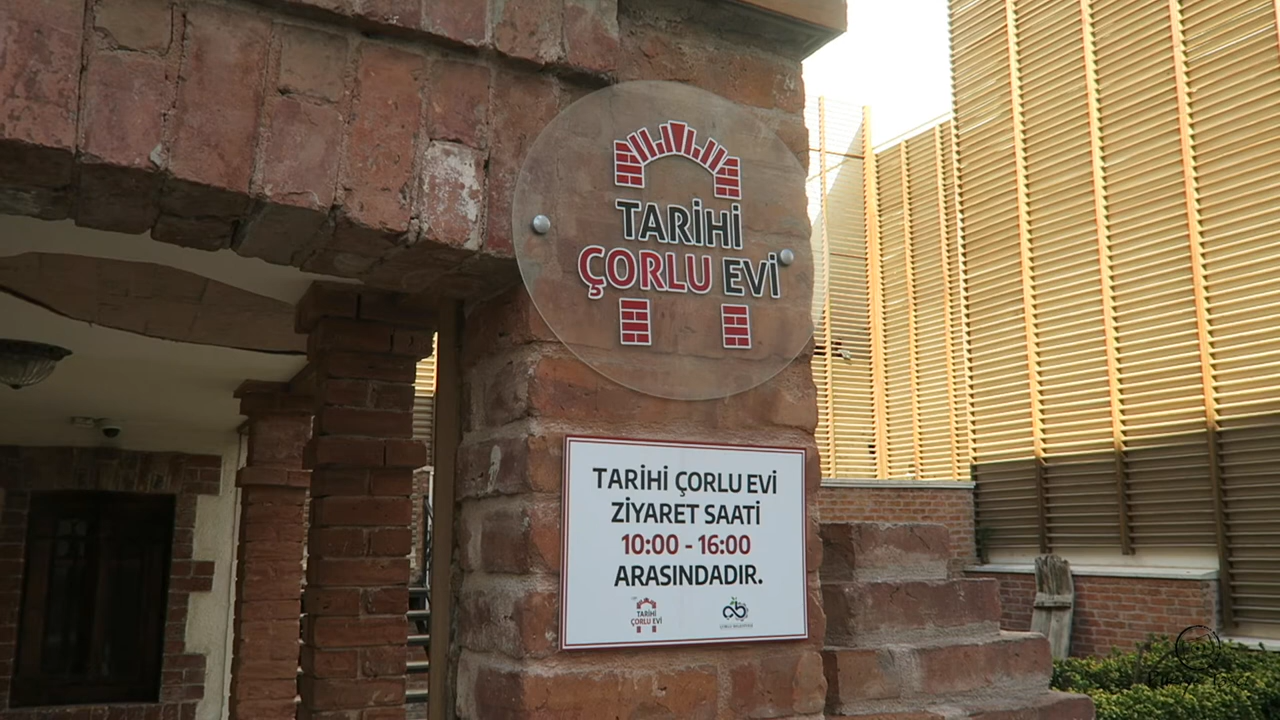 TARİHİ
ÇORLU EVİ
TARİHİ ÇORLU EVİ
ZİYARET SAATİ
10:00 - 16:00
ARASINDADIR.
TARİHİ
ÇORLU EVİ